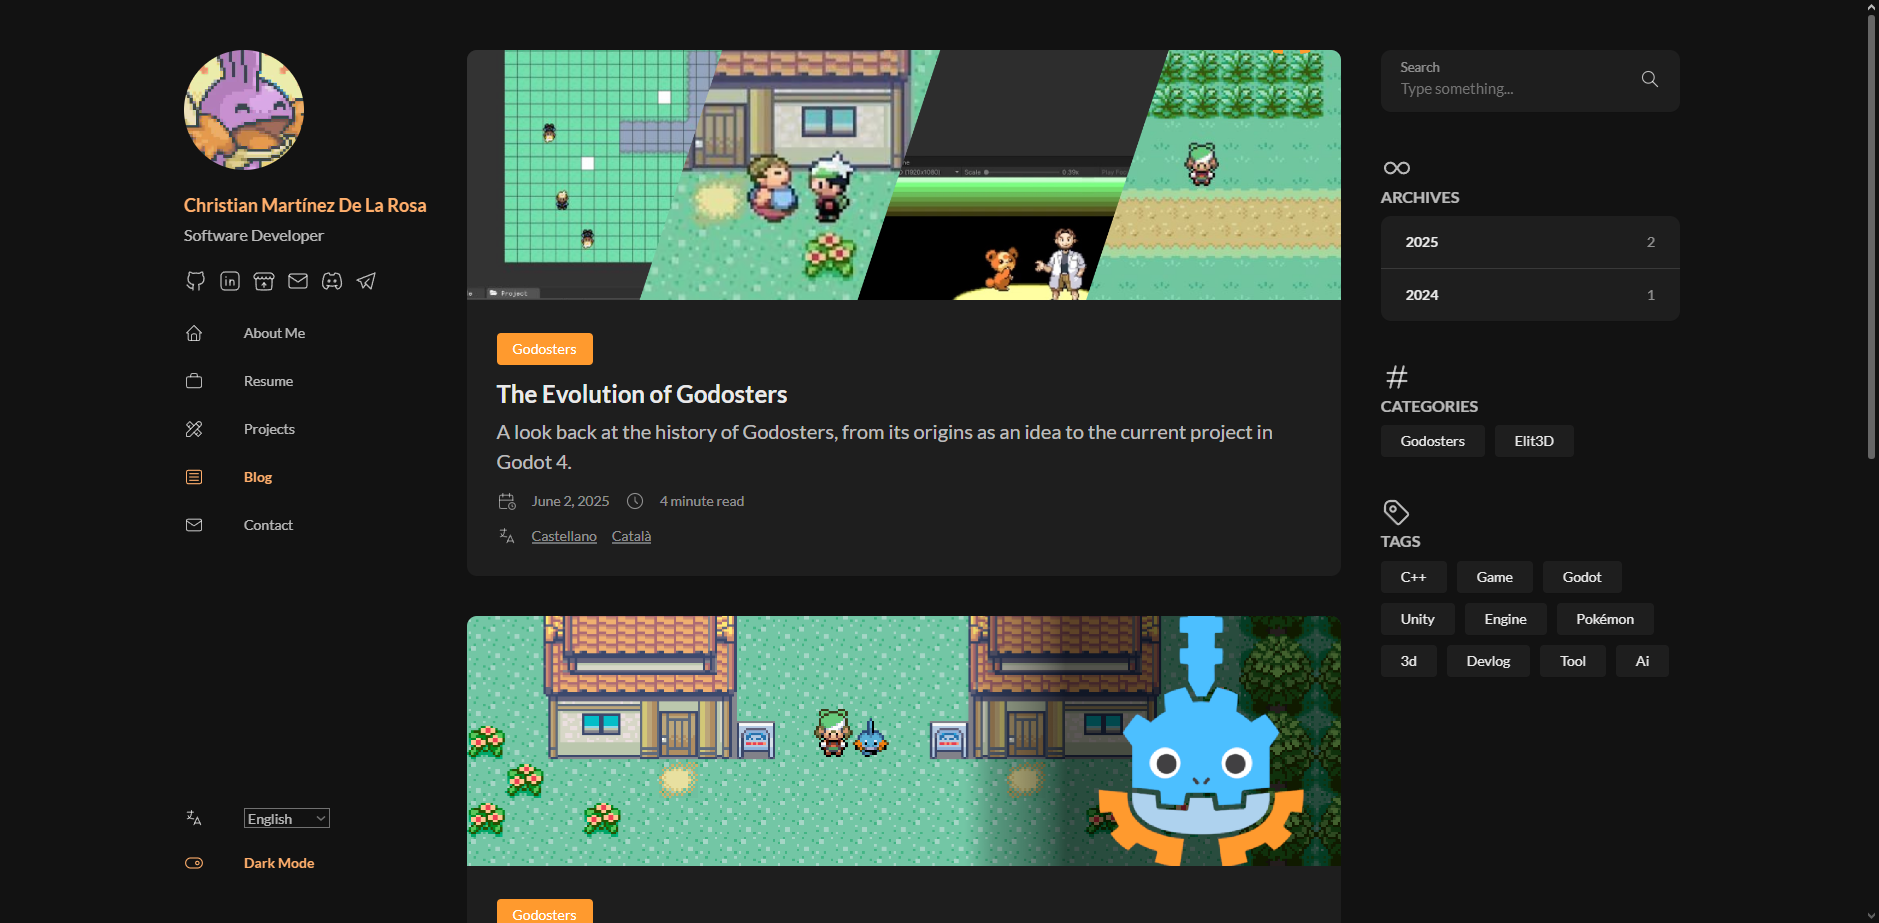 Christian Martínez De La Rosa
Software Developer
About Me
Resume
Projects
Blog
Contact
English
Dark Mode
(1920x1080)
Scale
Project
Godosters
The Evolution of Godosters
A look back at the history of Godosters, from its origins as an idea to the current project in
Godot 4.
June 2, 2025 4 minute read
Castellano Català
Godosters
Search
Type something...
ARCHIVES
2025 2
2024 1
CATEGORIES
Godosters Elit3D
TAGS
C++ Game Godot
Unity Engine Pokémon
3d Devlog Tool Ai